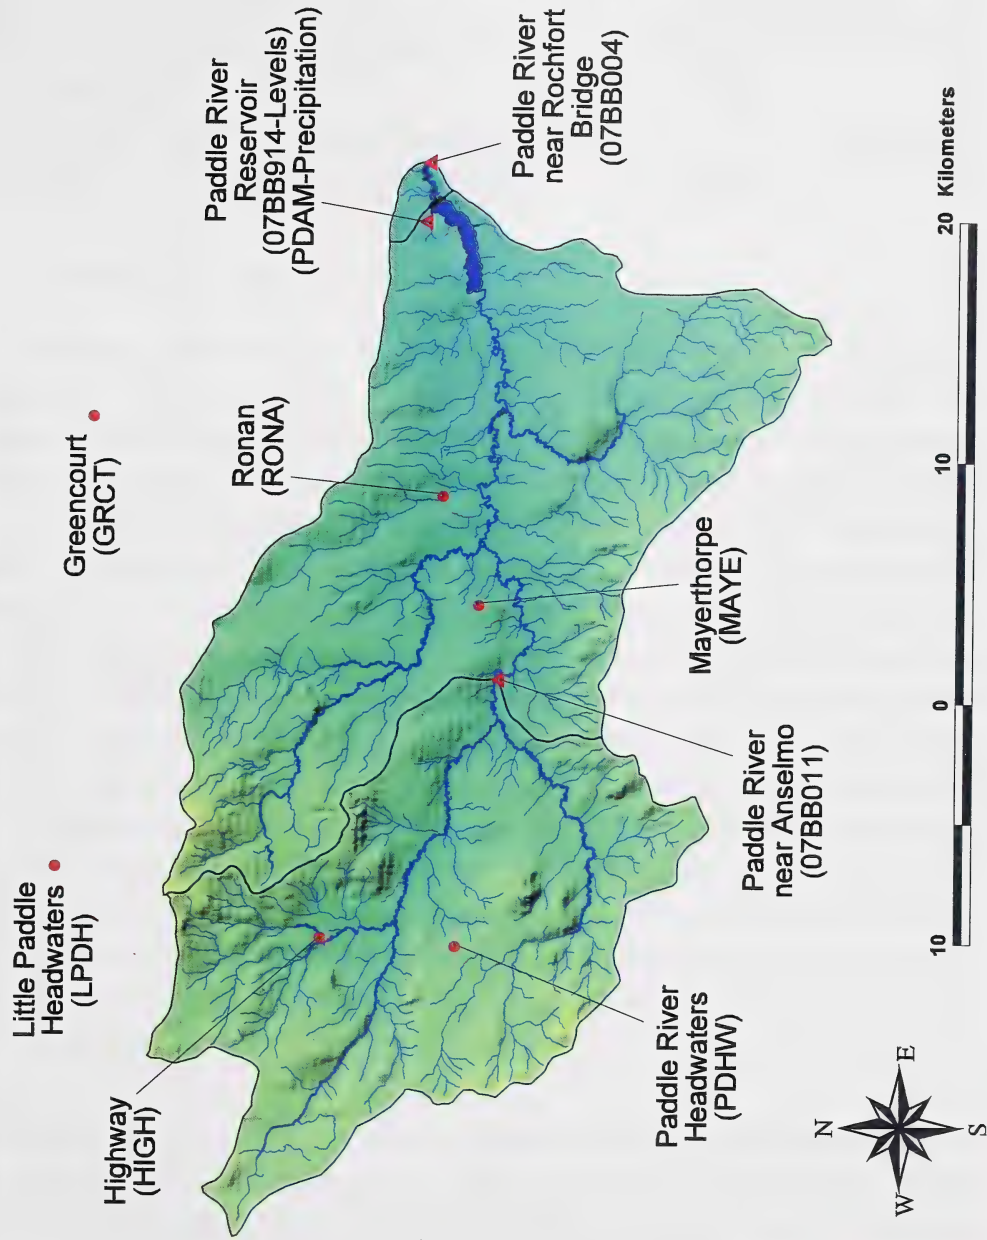 Little Paddle
Headwaters
(LPDH)
Greencourt
(GRCT)
Highway
(HIGH)
Ronan
(RONA)
Paddle River
Reservoir
(07BB914-Levels)
(PDAM-Precipitation)
Paddle River
near Rochfort
Bridge
(07BB004)
Mayerthorpe
(MAYE)
Paddle River
near Anselmo
(07BB011)
Paddle River
Headwaters
(PDHW)
N
W
E
S
10
0
10
20 Kilometers